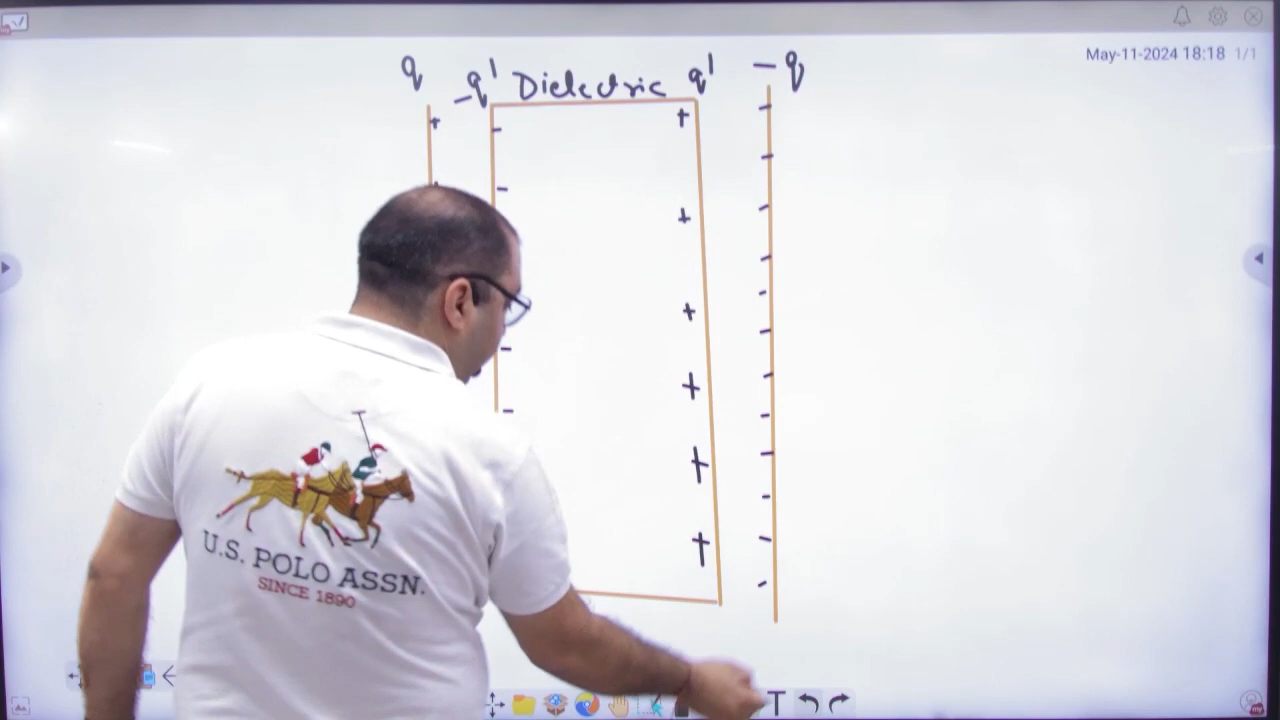 May-11-2024 18:18 1/1
q -q' Dielectric q' - q
+ - + -
U.S. POLO ASSN.
SINCE 1890
T